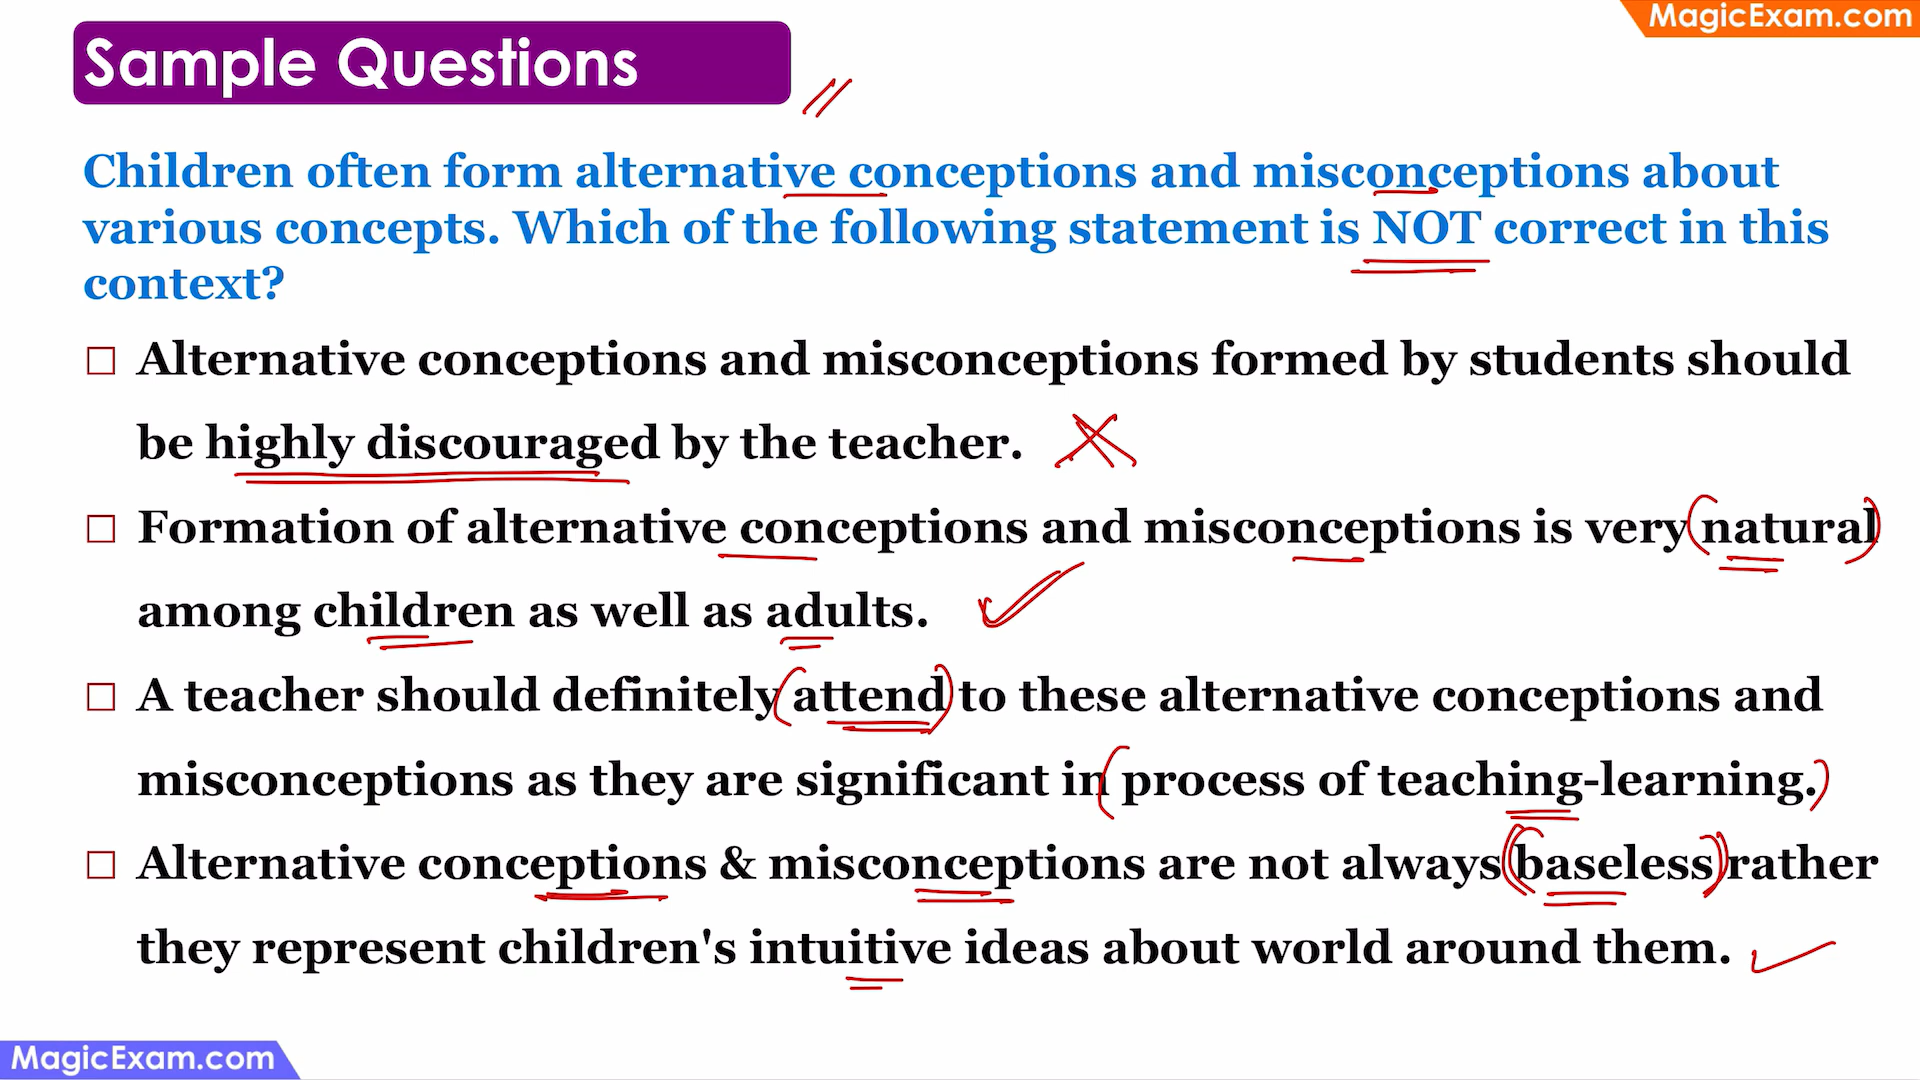 MagicExam.com
Sample Questions
Children often form alternative conceptions and misconceptions about
various concepts. Which of the following statement is NOT correct in this
context?
Alternative conceptions and misconceptions formed by students should
be highly discouraged by the teacher.
Formation of alternative conceptions and misconceptions is very natural
among children as well as adults.
A teacher should definitely attend to these alternative conceptions and
misconceptions as they are significant in process of teaching-learning.
Alternative conceptions & misconceptions are not always baseless rather
they represent children's intuitive ideas about world around them.
MagicExam.com